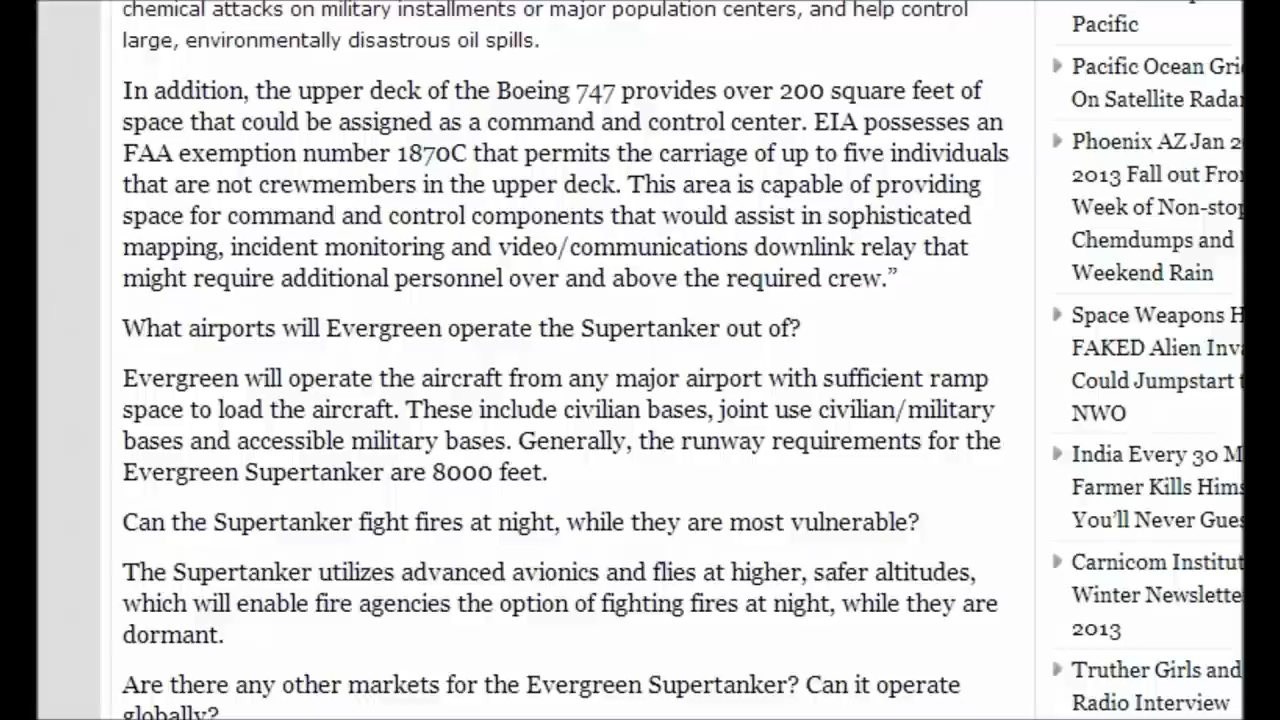 chemical attacks on military installments or major population centers, and help control
large, environmentally disastrous oil spills.
In addition, the upper deck of the Boeing 747 provides over 200 square feet of
space that could be assigned as a command and control center. EIA possesses an
FAA exemption number 1870C that permits the carriage of up to five individuals
that are not crewmembers in the upper deck. This area is capable of providing
space for command and control components that would assist in sophisticated
mapping, incident monitoring and video/communications downlink relay that
might require additional personnel over and above the required crew.”
What airports will Evergreen operate the Supertanker out of?
Evergreen will operate the aircraft from any major airport with sufficient ramp
space to load the aircraft. These include civilian bases, joint use civilian/military
bases and accessible military bases. Generally, the runway requirements for the
Evergreen Supertanker are 8000 feet.
Can the Supertanker fight fires at night, while they are most vulnerable?
The Supertanker utilizes advanced avionics and flies at higher, safer altitudes,
which will enable fire agencies the option of fighting fires at night, while they are
dormant.
Are there any other markets for the Evergreen Supertanker? Can it operate
globally?
Pacific
Pacific Ocean Gri
On Satellite Radar
Phoenix AZ Jan 2
2013 Fall out Fro
Week of Non-stop
Chemdumps and
Weekend Rain
Space Weapons H
FAKED Alien Inva
Could Jumpstart
NWO
India Every 30 M
Farmer Kills Hims
You'll Never Gues
Carnicom Institut
Winter Newslette
2013
Truther Girls and
Radio Interview